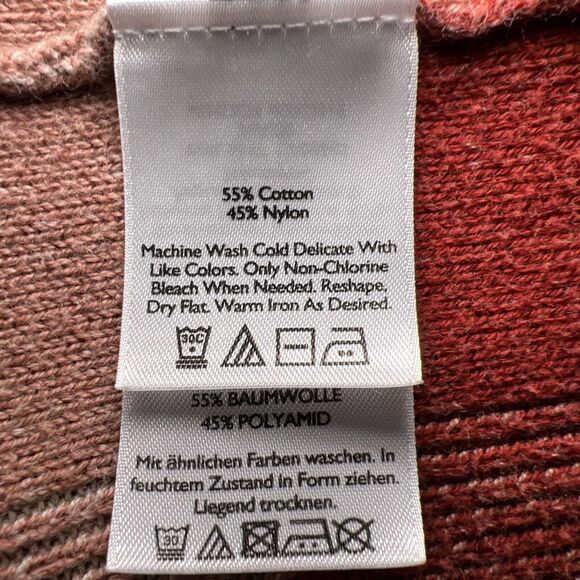 55% Cotton
45% Nylon
Machine Wash Cold Delicate With
Like Colors. Only Non-Chlorine
Bleach When Needed. Reshape,
Dry Flat. Warm Iron As Desired.
30C
55% BAUMWOLLE
45% POLYAMID
Mit ähnlichen Farben waschen. In
feuchtem Zustand in Form ziehen.
Liegend trocknen.
30